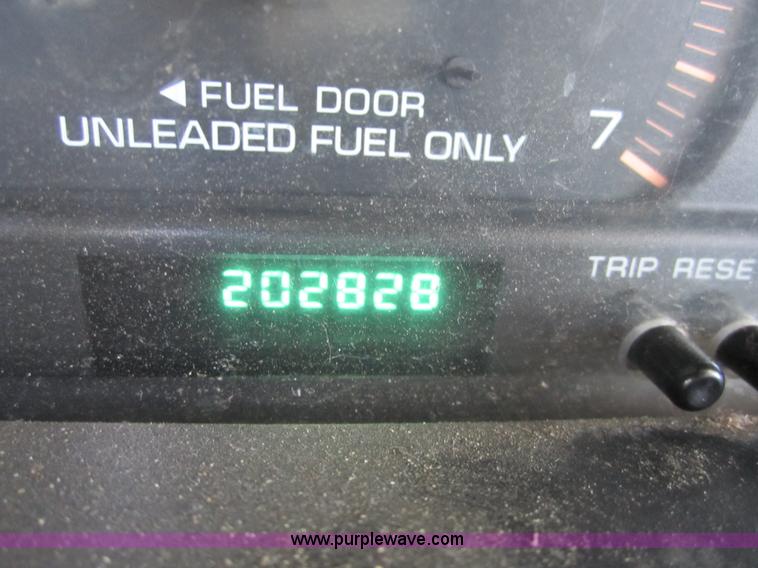 ◀ FUEL DOOR
UNLEADED FUEL ONLY
7
202828
TRIP RESE
www.purplewave.com